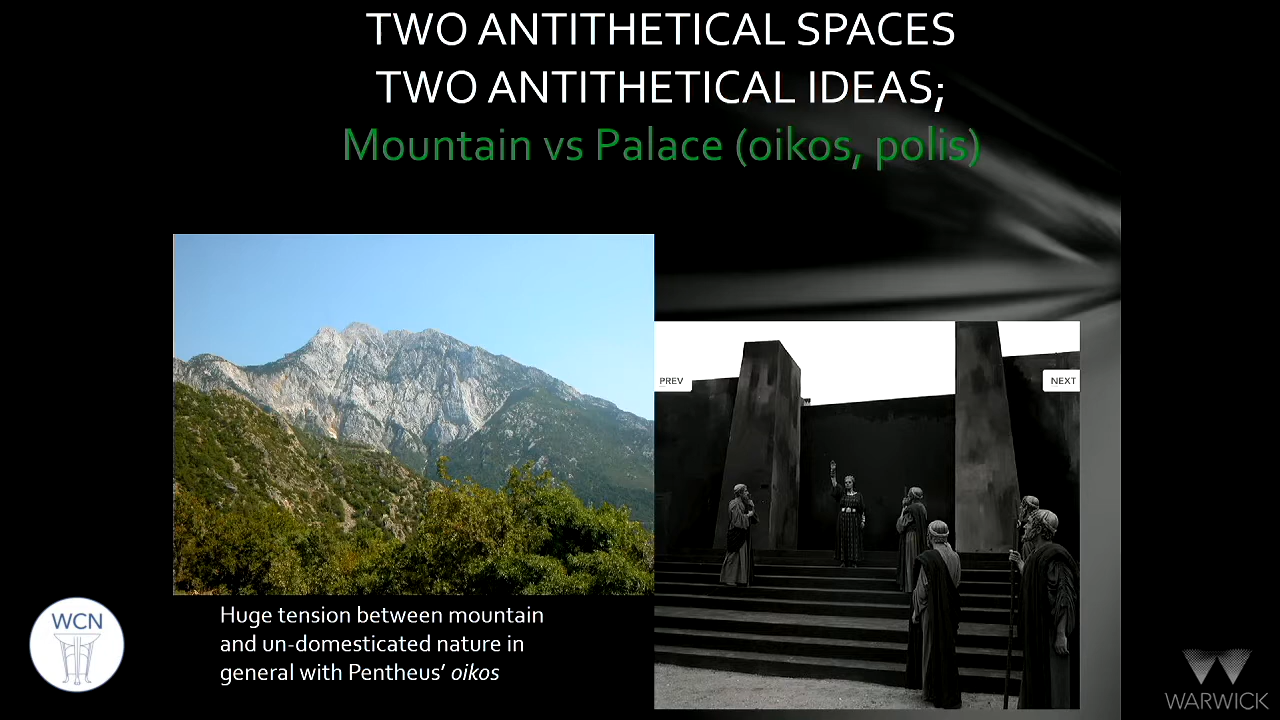 TWO ANTITHETICAL SPACES
TWO ANTITHETICAL IDEAS;
Mountain vs Palace (oikos, polis)
PREV
NEXT
Huge tension between mountain
and un-domesticated nature in
general with Pentheus’ oikos
WCN
WARWICK